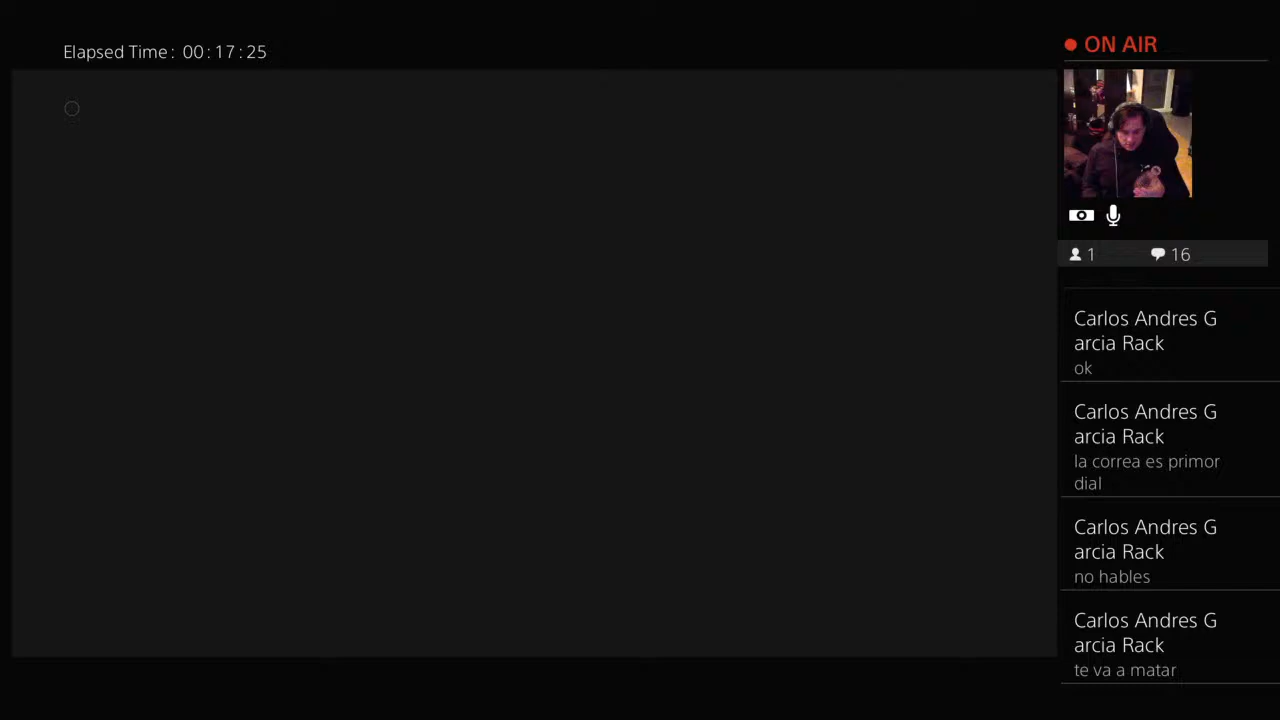 Elapsed Time: 00:17:25
ON AIR
1 16
Carlos Andres G
arcia Rack
ok
Carlos Andres G
arcia Rack
la correa es primor
dial
Carlos Andres G
arcia Rack
no hables
Carlos Andres G
arcia Rack
te va a matar